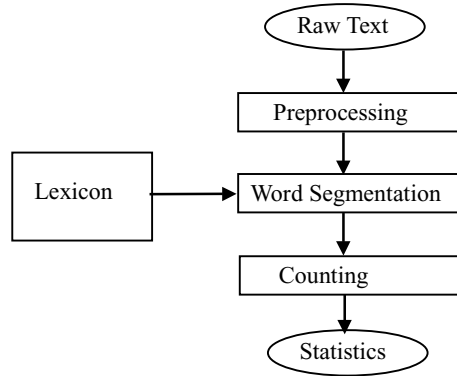 Raw Text
Preprocessing
Lexicon
Word Segmentation
Counting
Statistics